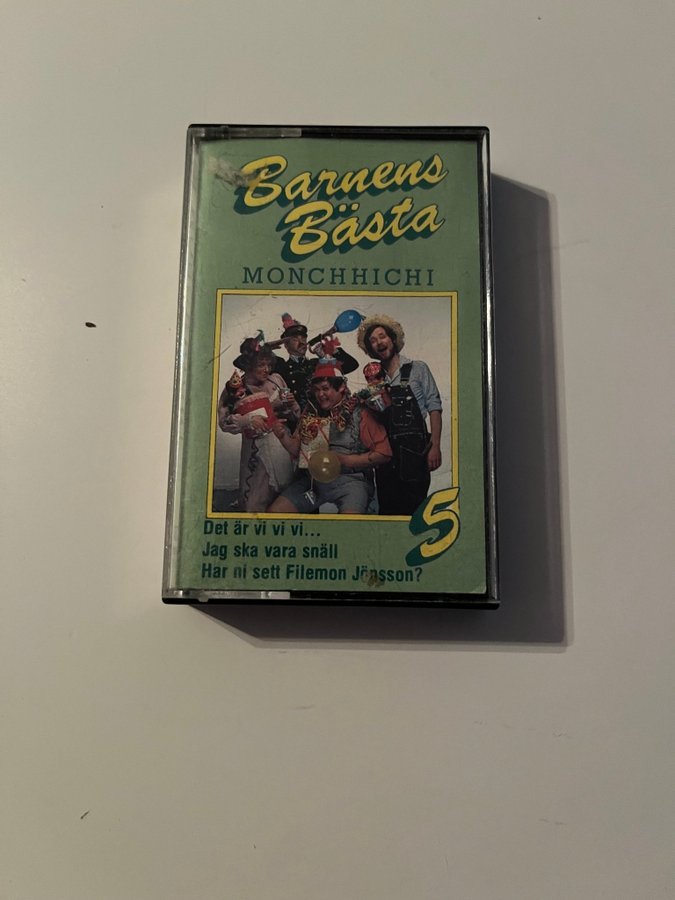 Barnens
Bästa
MONCHHICHI
5
Det är vi vi vi...
Jag ska vara snäll
Har ni sett Filemon Jönsson?